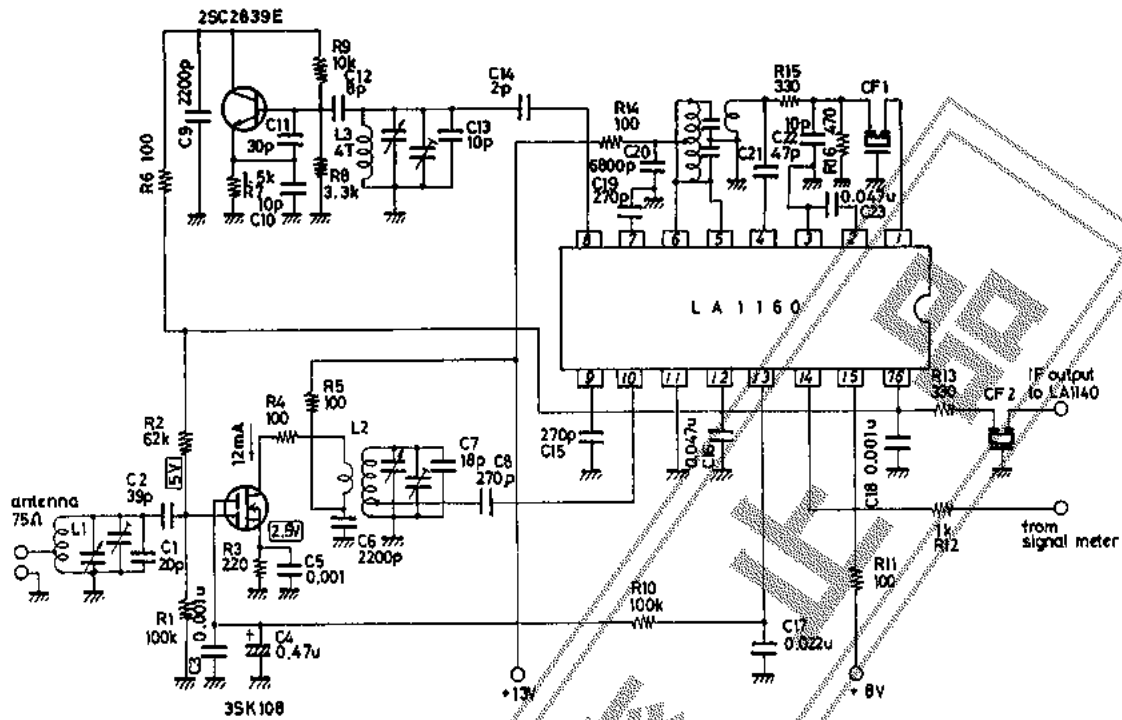 2SC2839E
2200p
C9
R6 100
R9
10k
C12
8p
C11
30p
L3
4T
R8
3.3k
C13
10p
1.5k
R7
10p
C10
C14
2p
R14
100
C20
6800p
C19
270p
C21
R15
330
10p
C22
47p
R16 470
CF1
0.047u
C23
8 7 6 5 4 3 2 1
LA1160
9 10 11 12 13 14 15 16
R13
330
CF2
IF output
to LA1140
270p
C15
0.047u
C16
C18 0.001u
1k
R12
from
signal meter
R11
100
R2
62k
5V
12mA
R4
100
R5
100
L2
C7
18p
C8
270p
C2
39p
antenna
75Ω
L1
C1
20p
2.9V
R3
220
C5
0.001
C6
2200p
R1
100k
0.001u
C3
C4
0.47u
R10
100k
C17
0.022u
+13V
+8V
3SK108